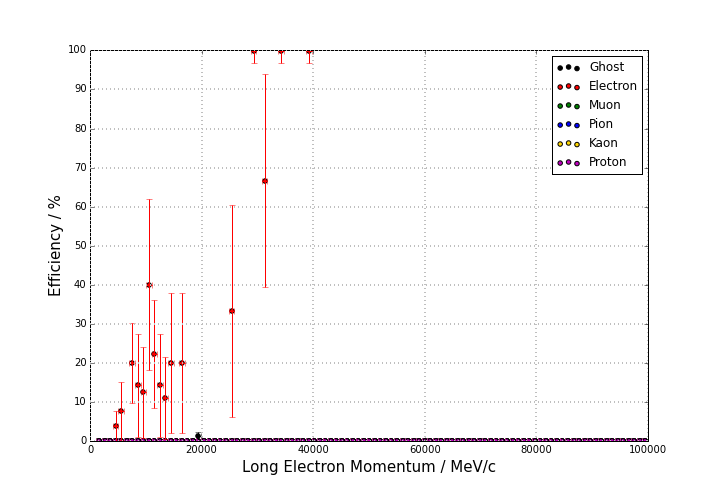 100
90
80
70
60
50
40
30
20
10
0
Efficiency / %
0 20000 40000 60000 80000 100000
Long Electron Momentum / MeV/c
Ghost
Electron
Muon
Pion
Kaon
Proton